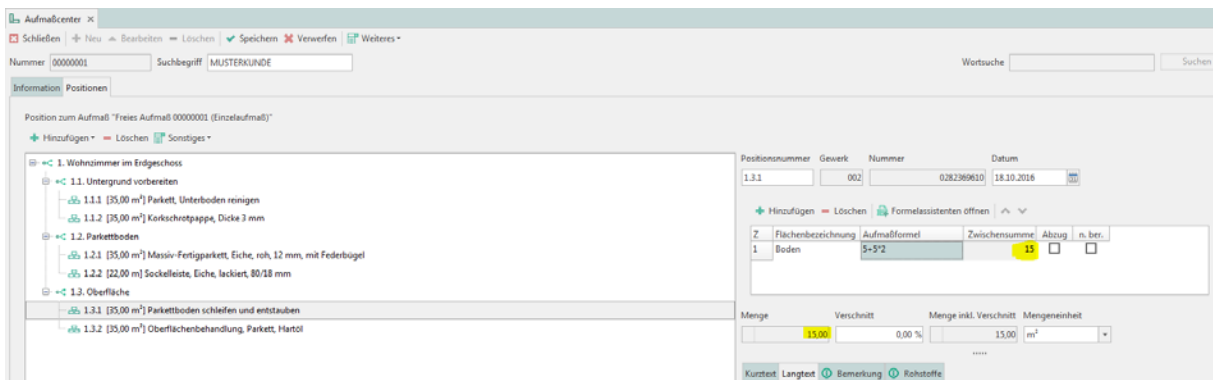 Aufmaßcenter ×
Schließen Neu Bearbeiten Löschen Speichern Verwerfen Weiteres
Nummer 00000001 Suchbegriff MUSTERKUNDE Wortsuche Suchen
Information Positionen
Position zum Aufmaß "Freies Aufmaß 00000001 (Einzelaufmaß)"
Hinzufügen Löschen Sonstiges
1. Wohnzimmer im Erdgeschoss
1.1. Untergrund vorbereiten
1.1.1 [35,00 m²] Parkett, Unterboden reinigen
1.1.2 [35,00 m²] Korkschrotpappe, Dicke 3 mm
1.2. Parkettboden
1.2.1 [35,00 m²] Massiv-Fertigparkett, Eiche, roh, 12 mm, mit Federbügel
1.2.2 [22,00 m] Sockelleiste, Eiche, lackiert, 80/18 mm
1.3. Oberfläche
1.3.1 [35,00 m²] Parkettboden schleifen und entstauben
1.3.2 [35,00 m²] Oberflächenbehandlung, Parkett, Hartöl
Positionsnummer Gewerk Nummer Datum
1.3.1 002 0282369610 18.10.2016
Hinzufügen Löschen Formelassistenten öffnen
Z Flächenbezeichnung Aufmaßformel Zwischensumme Abzug n. ber.
1 Boden 5+5*2 15
Menge Verschnitt Menge inkl. Verschnitt Mengeneinheit
15,00 0,00 % 15,00 m²
Kurztext Langtext Bemerkung Rohstoffe